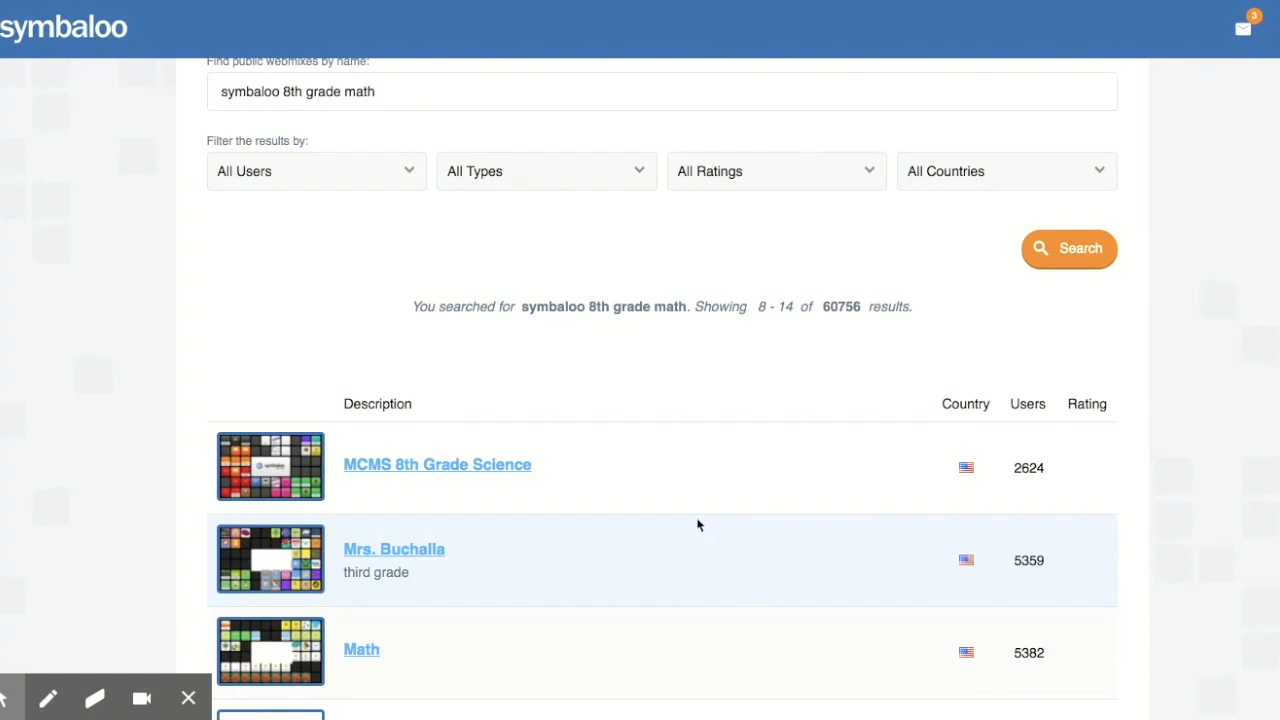 symbaloo
3
Find public webmixes by name:
symbaloo 8th grade math
Filter the results by:
All Users
All Types
All Ratings
All Countries
Search
You searched for symbaloo 8th grade math. Showing 8 - 14 of 60756 results.
Description
Country
Users
Rating
MCMS 8th Grade Science
2624
Mrs. Buchalla
third grade
5359
Math
5382